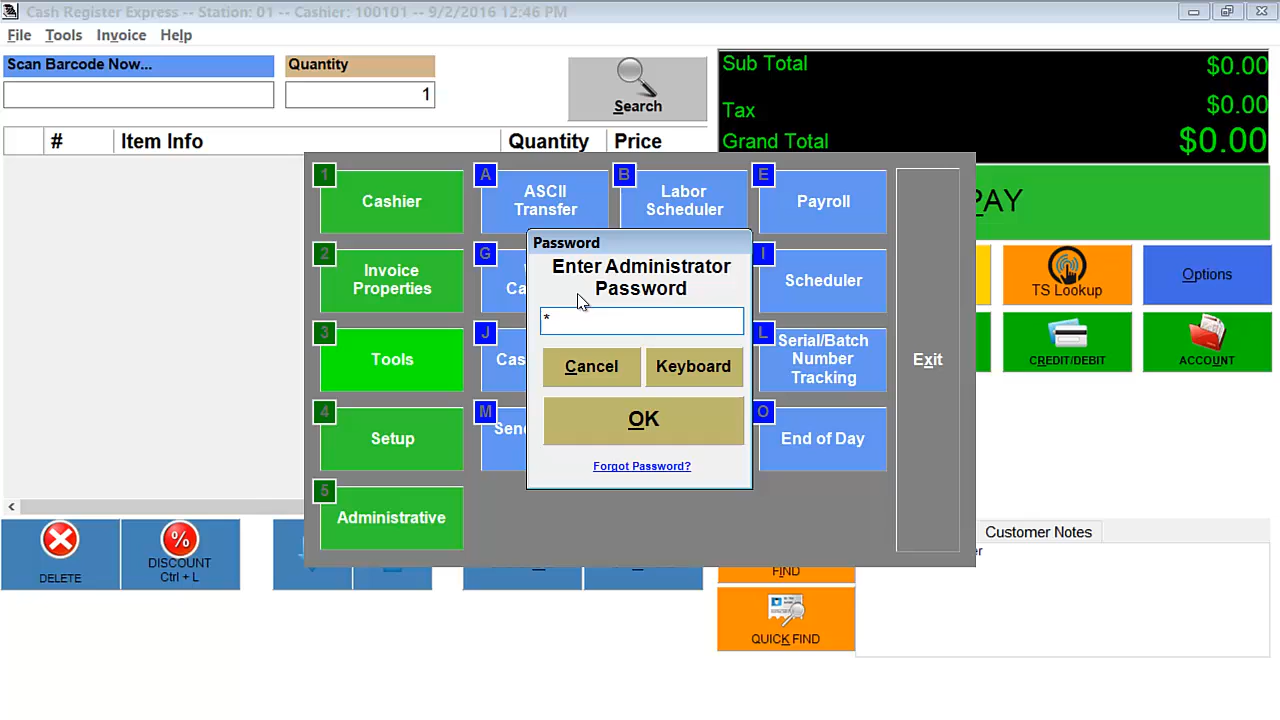 Cash Register Express -- Station: 01 -- Cashier: 100101 -- 9/2/2016 12:46 PM
File Tools Invoice Help
Scan Barcode Now...
Quantity
1
Search
Sub Total $0.00
Tax $0.00
Grand Total $0.00
# Item Info Quantity Price
1 Cashier
2 Invoice Properties
3 Tools
4 Setup
5 Administrative
A ASCII Transfer
B Labor Scheduler
E Payroll
G
I Scheduler
J
L Serial/Batch Number Tracking
M
O End of Day
Exit
Password
Enter Administrator
Password
*
Cancel Keyboard
OK
Forgot Password?
PAY
TS Lookup
Options
CREDIT/DEBIT
ACCOUNT
DELETE
DISCOUNT
Ctrl + L
FIND
QUICK FIND
Customer Notes